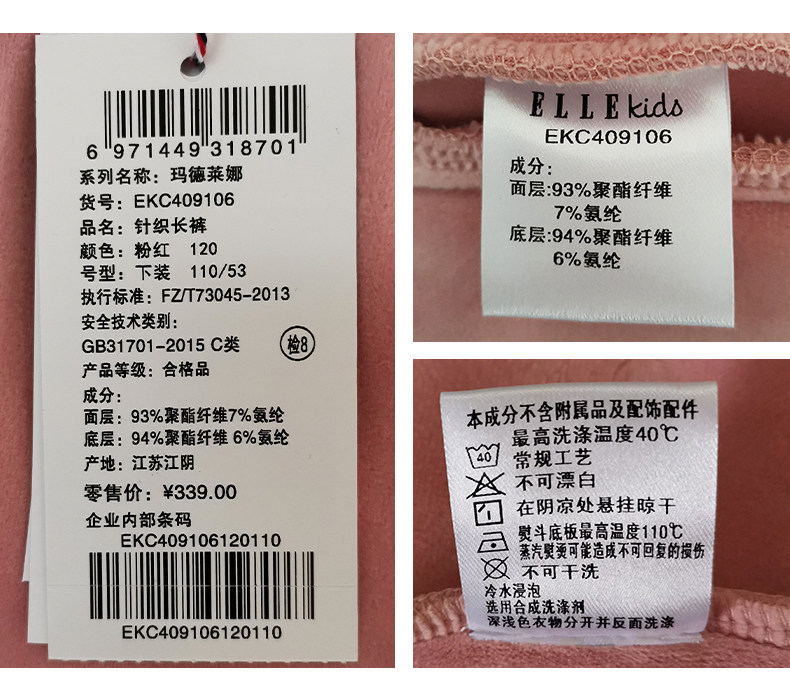 6 971449 318701
系列名称：玛德莱娜
货号：EKC409106
品名：针织长裤
颜色：粉红 120
号型：下装 110/53
执行标准：FZ/T73045-2013
安全技术类别：
GB31701-2015 C类
检8
产品等级：合格品
成分：
面层：93%聚酯纤维7%氨纶
底层：94%聚酯纤维 6%氨纶
产地：江苏江阴
零售价：¥339.00
企业内部条码
EKC409106120110
EKC409106120110
ELLE kids
EKC409106
成分：
面层:93%聚酯纤维
7%氨纶
底层:94%聚酯纤维
6%氨纶
本成分不含附属品及配饰配件
最高洗涤温度40℃
40 常规工艺
不可漂白
在阴凉处悬挂晾干
熨斗底板最高温度110℃
蒸汽熨烫可能造成不可回复的损伤
不可干洗
冷水浸泡
选用合成洗涤剂
深浅色衣物分开并反面洗涤